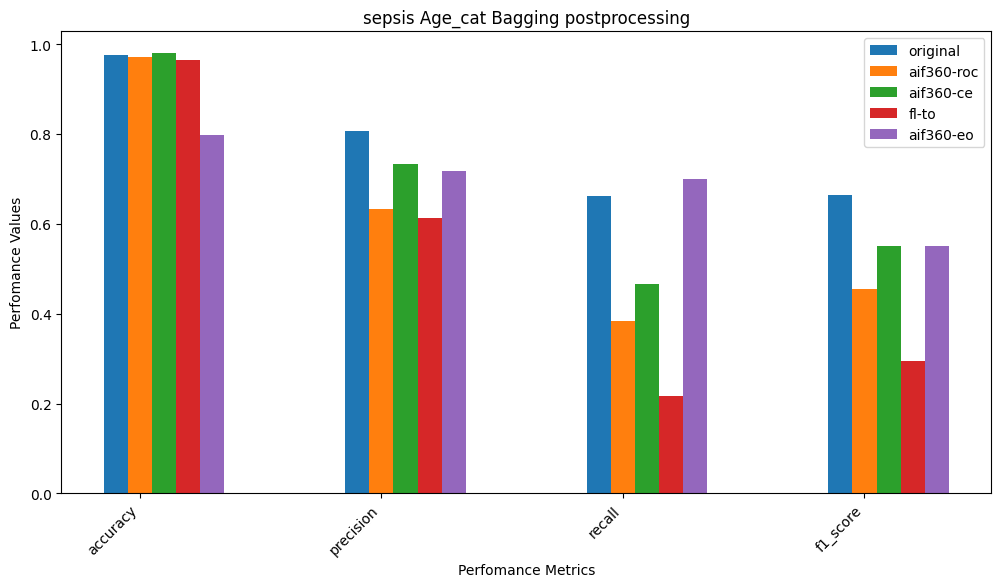 sepsis Age_cat Bagging postprocessing
original
aif360-roc
aif360-ce
fl-to
aif360-eo
1.0
0.8
0.6
0.4
0.2
0.0
Perfomance Values
accuracy
precision
recall
f1_score
Perfomance Metrics